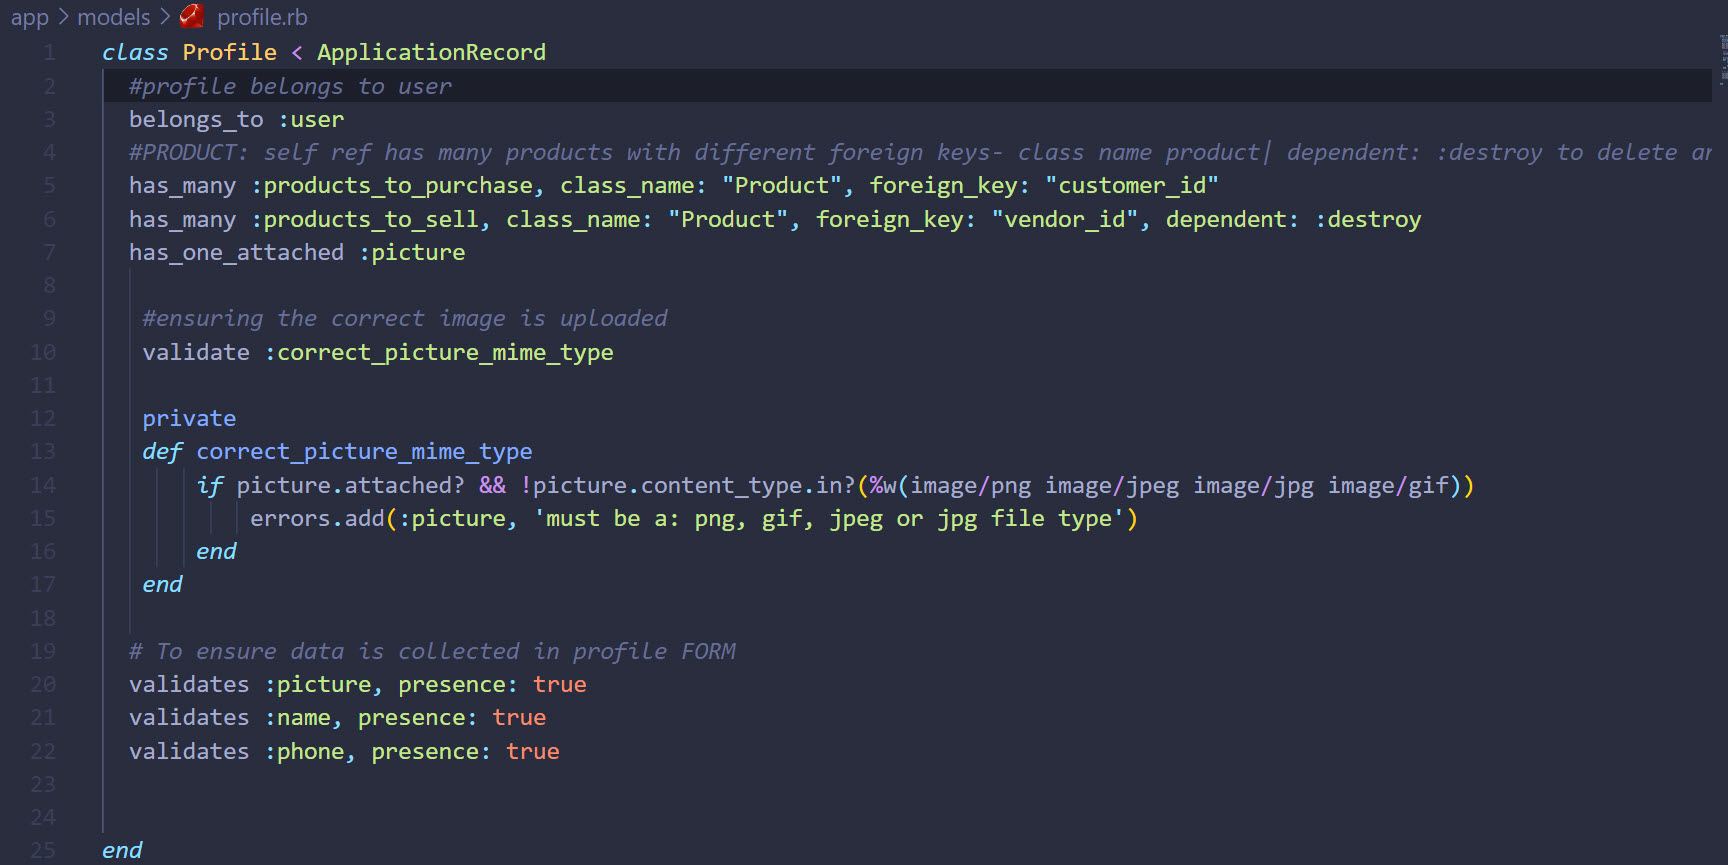 app > models > profile.rb
1 class Profile < ApplicationRecord
2 #profile belongs to user
3 belongs_to :user
4 #PRODUCT: self ref has many products with different foreign keys- class name product| dependent: :destroy to delete
5 has_many :products_to_purchase, class_name: "Product", foreign_key: "customer_id"
6 has_many :products_to_sell, class_name: "Product", foreign_key: "vendor_id", dependent: :destroy
7 has_one_attached :picture
8
9 #ensuring the correct image is uploaded
10 validate :correct_picture_mime_type
11
12 private
13 def correct_picture_mime_type
14 if picture.attached? && !picture.content_type.in?(%w(image/png image/jpeg image/jpg image/gif))
15 errors.add(:picture, 'must be a: png, gif, jpeg or jpg file type')
16 end
17 end
18
19 # To ensure data is collected in profile FORM
20 validates :picture, presence: true
21 validates :name, presence: true
22 validates :phone, presence: true
23
24
25 end